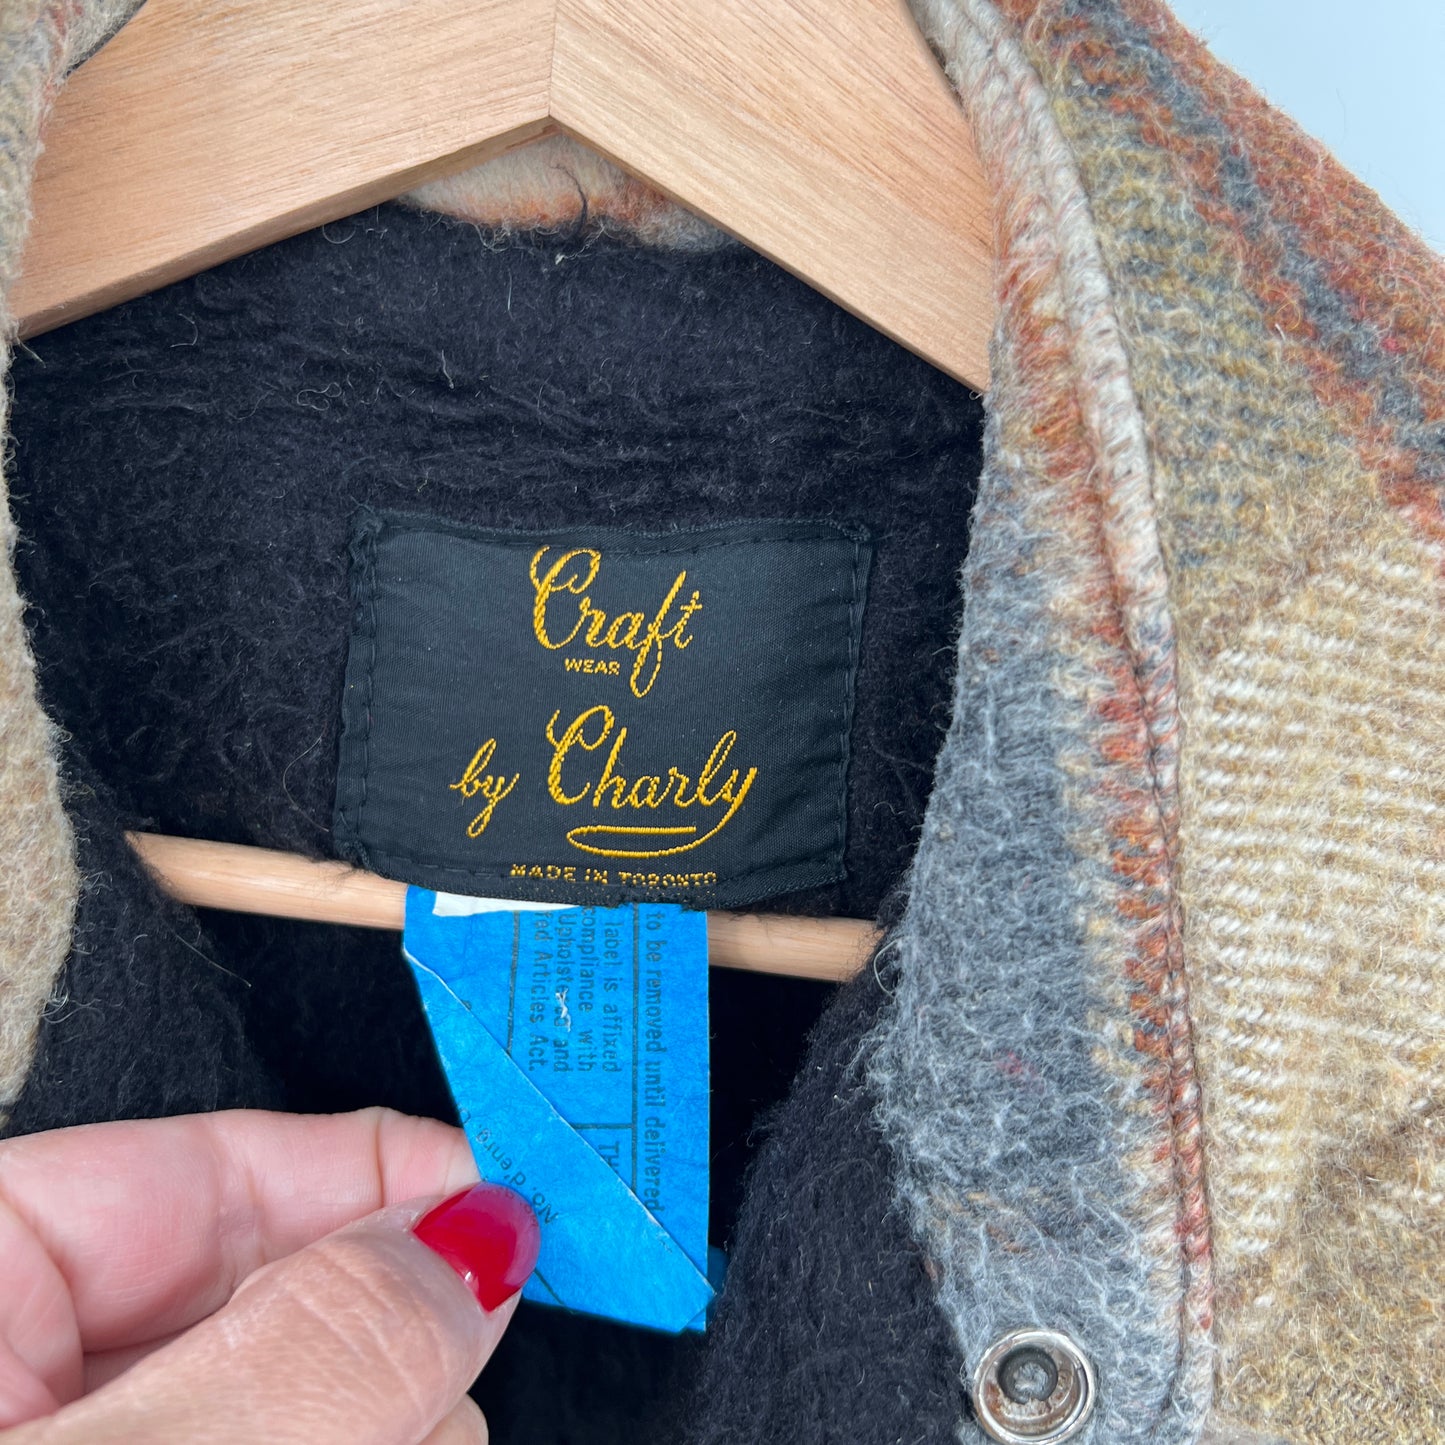 Craft
WEAR
by Charly
MADE IN TORONTO
to be removed until delivered
label is affixed
compliance with
Upholstered and
Articles Act.